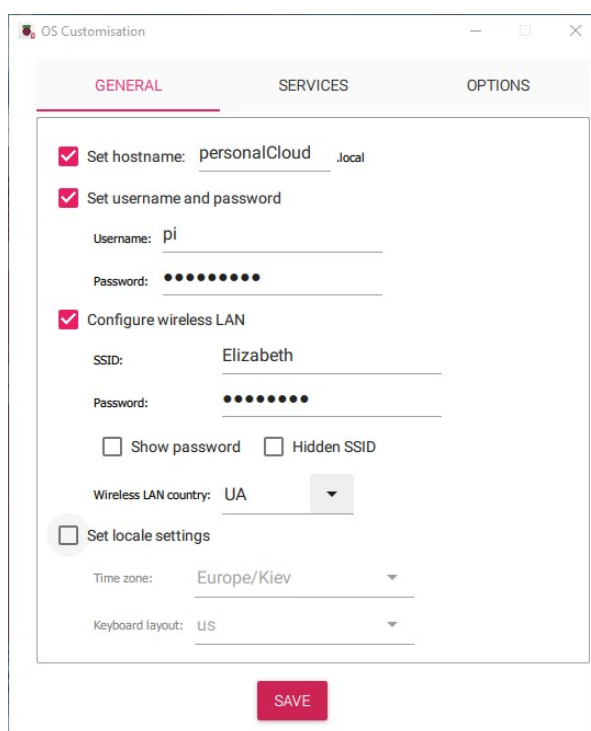 OS Customisation
GENERAL SERVICES OPTIONS
Set hostname: personalCloud .local
Set username and password
Username: pi
Password: •••••••••
Configure wireless LAN
SSID: Elizabeth
Password: ••••••••
Show password Hidden SSID
Wireless LAN country: UA
Set locale settings
Time zone: Europe/Kiev
Keyboard layout: us
SAVE